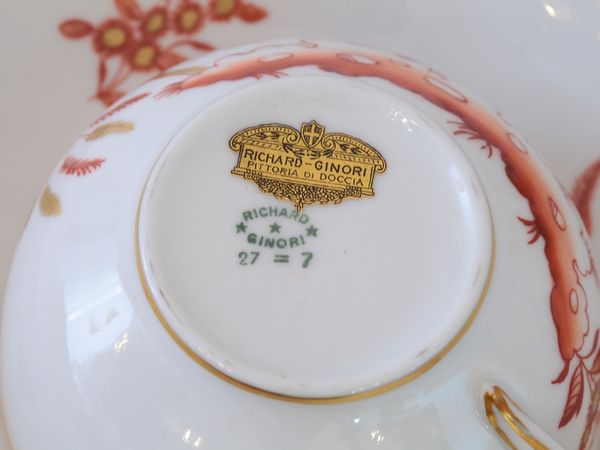 RICHARD-GINORI
PITTORIA DI DOCCIA
RICHARD
GINORI
27 = 7